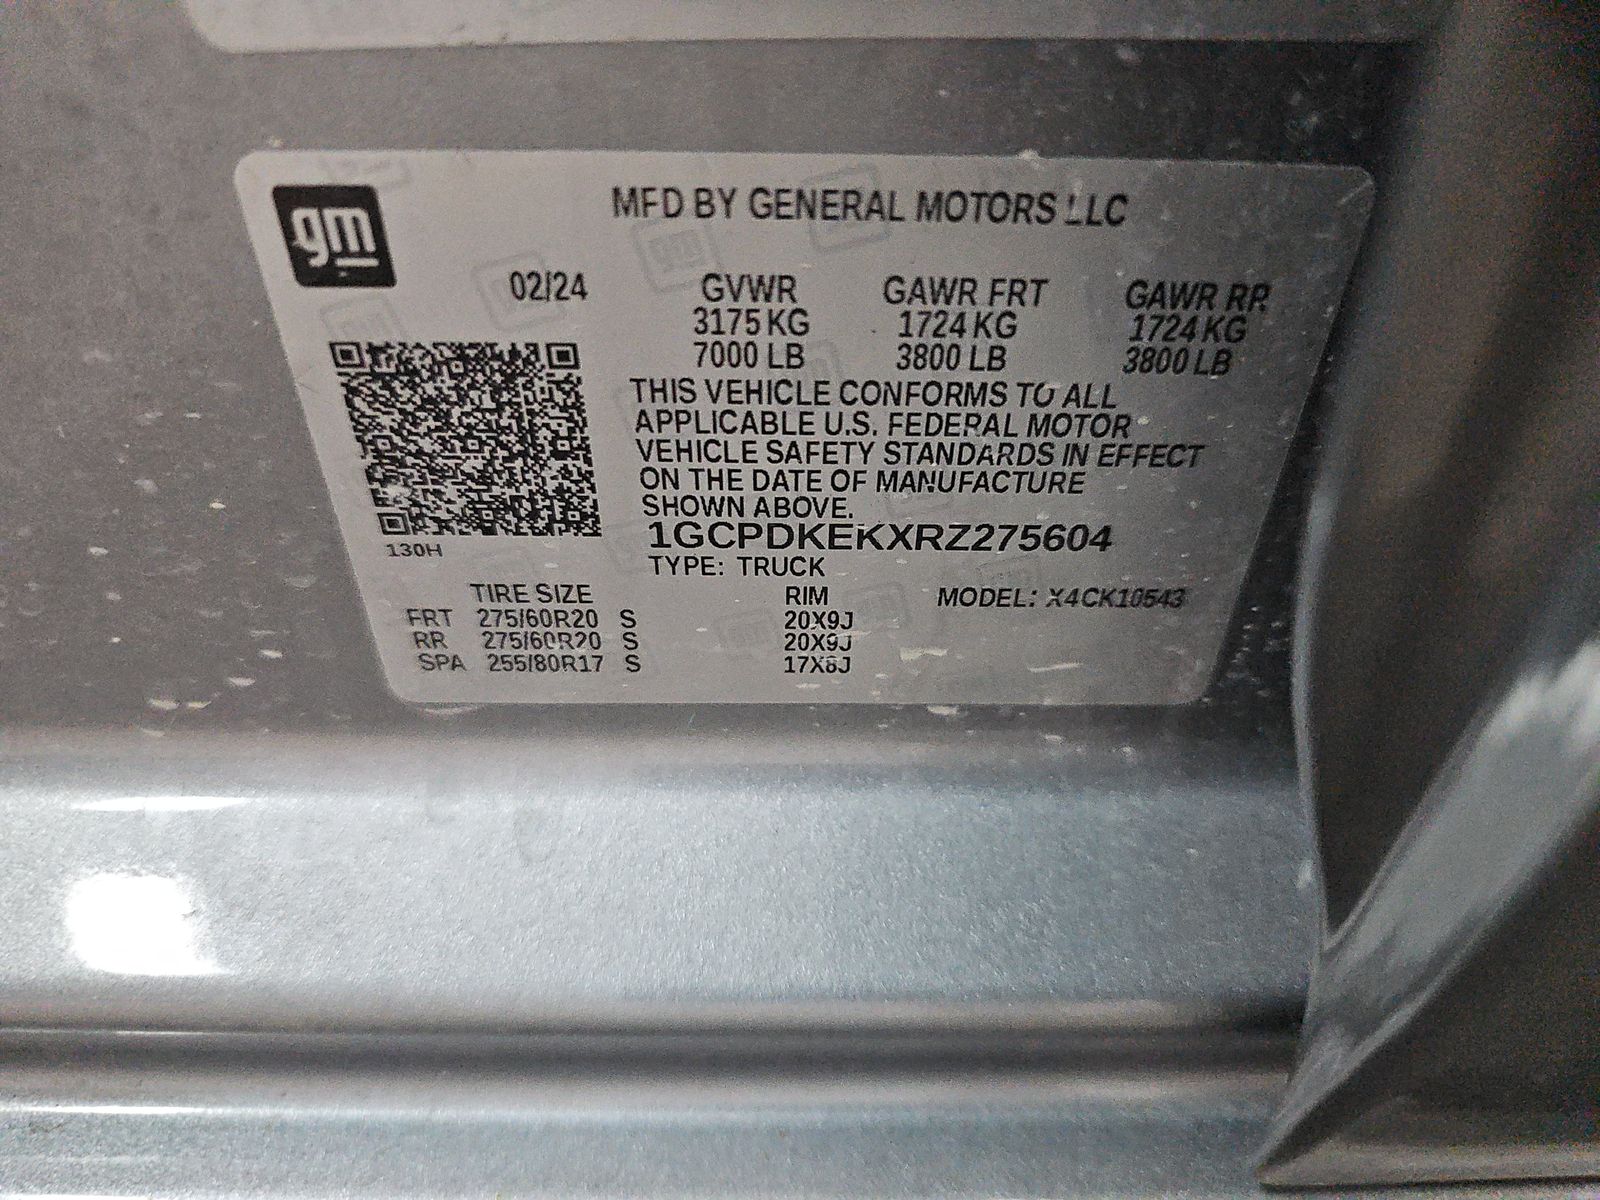 gm
MFD BY GENERAL MOTORS LLC
02/24 GVWR GAWR FRT GAWR RR
3175 KG 1724 KG 1724 KG
7000 LB 3800 LB 3800 LB
THIS VEHICLE CONFORMS TO ALL
APPLICABLE U.S. FEDERAL MOTOR
VEHICLE SAFETY STANDARDS IN EFFECT
ON THE DATE OF MANUFACTURE
SHOWN ABOVE.
1GCPDKEKXRZ275604
130H
TYPE: TRUCK
TIRE SIZE RIM MODEL: X4CK10543
FRT 275/60R20 S 20X9J
RR 275/60R20 S 20X9J
SPA 255/80R17 S 17X8J